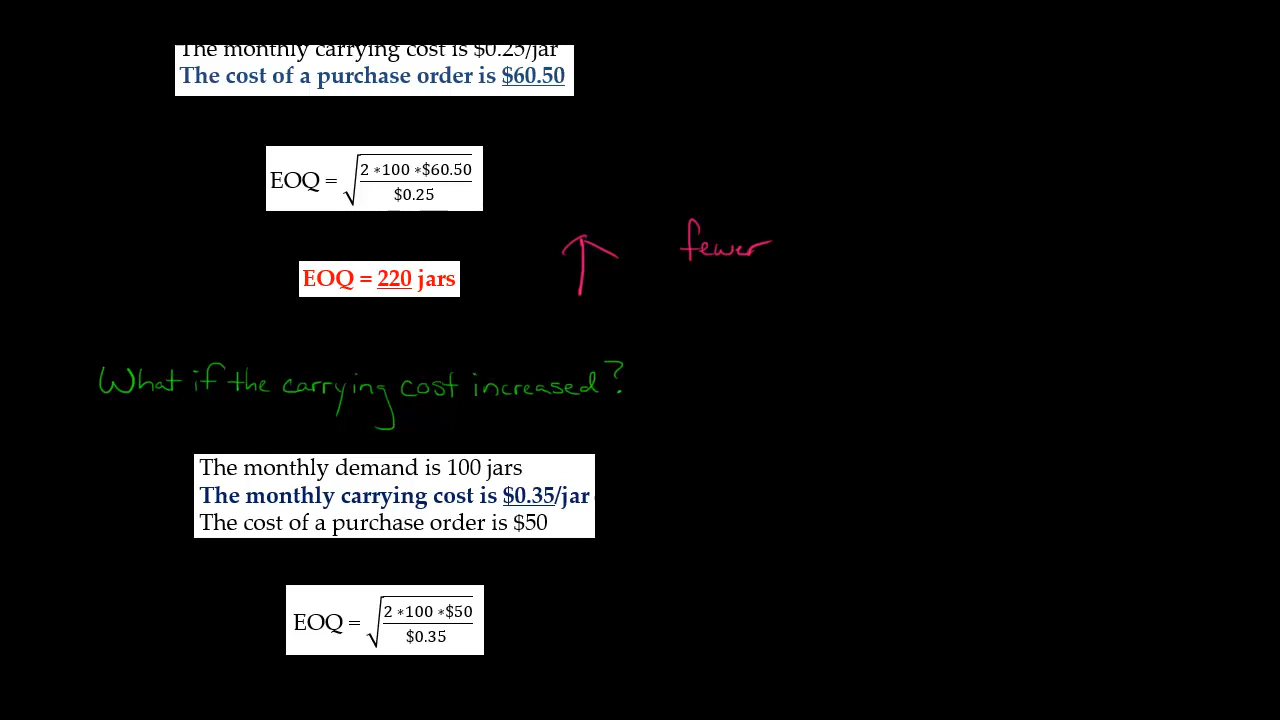 The monthly carrying cost is $0.25/jar
The cost of a purchase order is $60.50
EOQ = √(2 *100 *$60.50 / $0.25)
EOQ = 220 jars
fewer
What if the carrying cost increased?
The monthly demand is 100 jars
The monthly carrying cost is $0.35/jar
The cost of a purchase order is $50
EOQ = √(2 *100 *$50 / $0.35)